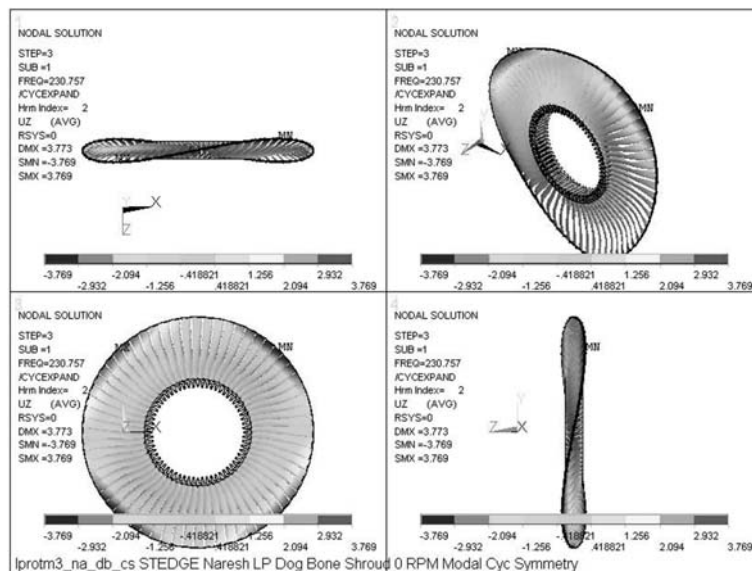 1
NODAL SOLUTION
STEP=3
SUB =1
FREQ=230.757
/CYCEXPAND
Hrm Index= 2
UZ (AVG)
RSYS=0
DMX =3.773
SMN =-3.769
SMX =3.769
MN
X
Z
-3.769 -2.094 -.418821 1.256 2.932
-2.932 -1.256 .418821 2.094 3.769
2
NODAL SOLUTION
STEP=3
SUB =1
FREQ=230.757
/CYCEXPAND
Hrm Index= 2
UZ (AVG)
RSYS=0
DMX =3.773
SMN =-3.769
SMX =3.769
MN
MN
Y
Z
X
-3.769 -2.094 -.418821 1.256 2.932
-2.932 -1.256 .418821 2.094 3.769
3
NODAL SOLUTION
STEP=3
SUB =1
FREQ=230.757
/CYCEXPAND
Hrm Index= 2
UZ (AVG)
RSYS=0
DMX =3.773
SMN =-3.769
SMX =3.769
MN
X
-3.769 -2.094 -.418821 1.256 2.932
-2.932 -1.256 .418821 2.094 3.769
4
NODAL SOLUTION
STEP=3
SUB =1
FREQ=230.757
/CYCEXPAND
Hrm Index= 2
UZ (AVG)
RSYS=0
DMX =3.773
SMN =-3.769
SMX =3.769
MN
Y
Z
-3.769 -2.094 -.418821 1.256 2.932
-2.932 -1.256 .418821 2.094 3.769
lprotm3_na_db_cs STEDGE Naresh LP Dog Bone Shroud 0 RPM Modal Cyc Symmetry